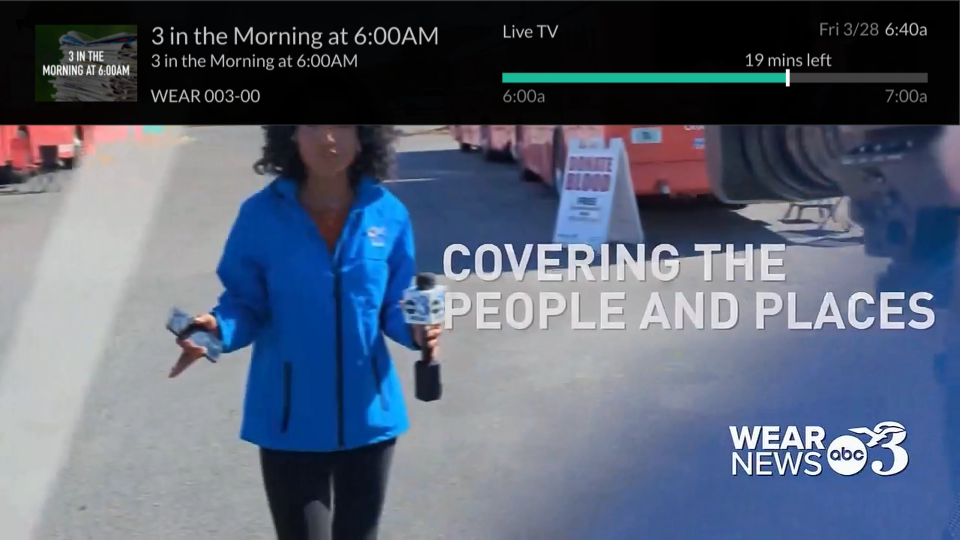 3 IN THE
MORNING AT 6:00AM
3 in the Morning at 6:00AM
3 in the Morning at 6:00AM
WEAR 003-00
Live TV
Fri 3/28 6:40a
19 mins left
6:00a
7:00a
DONATE
BLOOD
FREE
COVERING THE
PEOPLE AND PLACES
WEAR
NEWS
abc
3